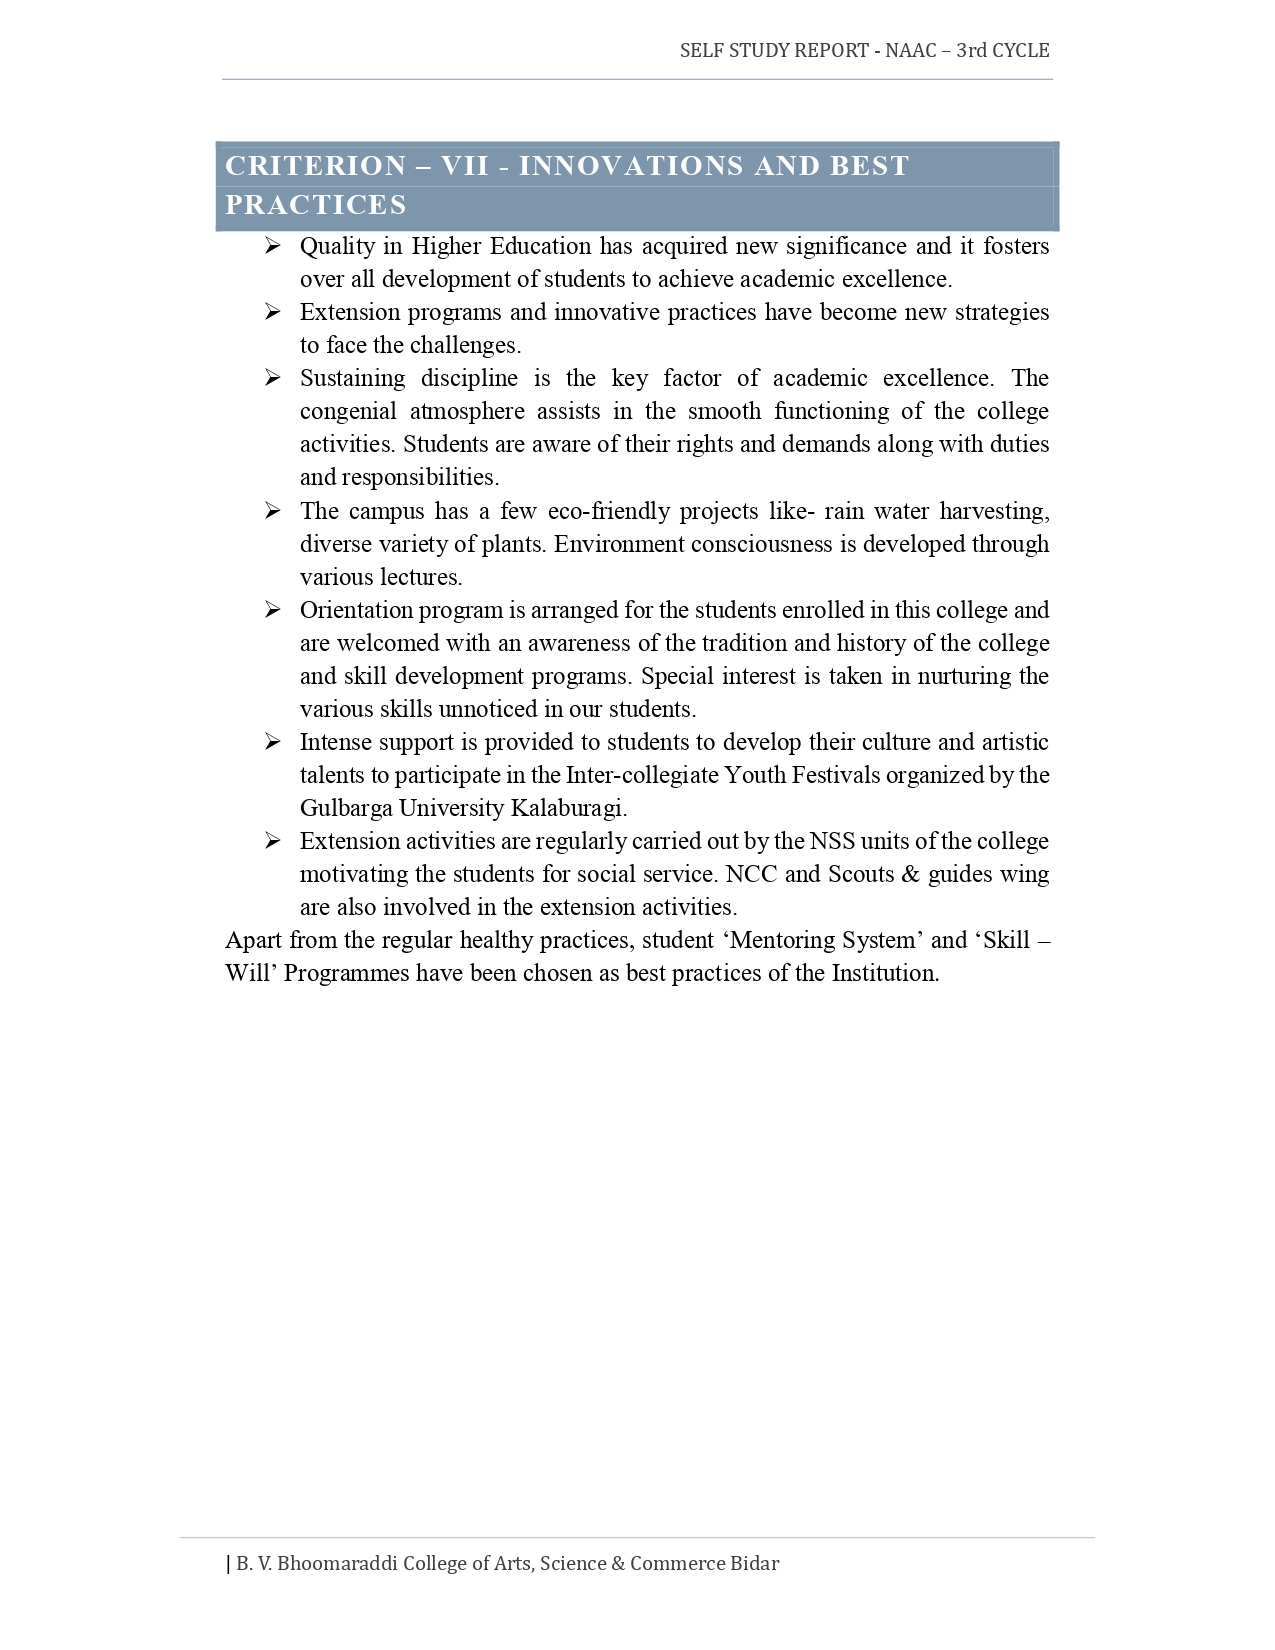 SELF STUDY REPORT - NAAC – 3rd CYCLE
CRITERION – VII - INNOVATIONS AND BEST
PRACTICES
➢ Quality in Higher Education has acquired new significance and it fosters
over all development of students to achieve academic excellence.
➢ Extension programs and innovative practices have become new strategies
to face the challenges.
➢ Sustaining discipline is the key factor of academic excellence. The
congenial atmosphere assists in the smooth functioning of the college
activities. Students are aware of their rights and demands along with duties
and responsibilities.
➢ The campus has a few eco-friendly projects like- rain water harvesting,
diverse variety of plants. Environment consciousness is developed through
various lectures.
➢ Orientation program is arranged for the students enrolled in this college and
are welcomed with an awareness of the tradition and history of the college
and skill development programs. Special interest is taken in nurturing the
various skills unnoticed in our students.
➢ Intense support is provided to students to develop their culture and artistic
talents to participate in the Inter-collegiate Youth Festivals organized by the
Gulbarga University Kalaburagi.
➢ Extension activities are regularly carried out by the NSS units of the college
motivating the students for social service. NCC and Scouts & guides wing
are also involved in the extension activities.
Apart from the regular healthy practices, student ‘Mentoring System’ and ‘Skill –
Will’ Programmes have been chosen as best practices of the Institution.
| B. V. Bhoomaraddi College of Arts, Science & Commerce Bidar